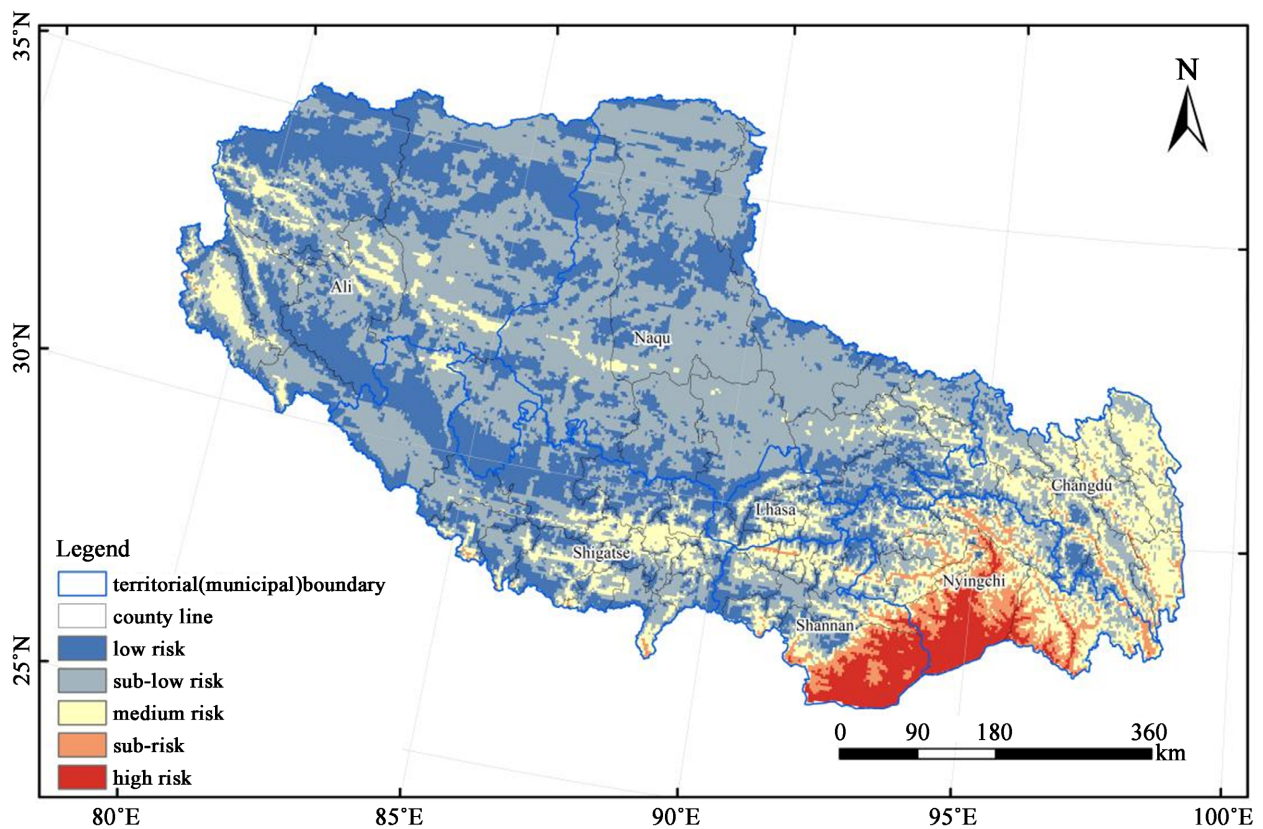 35°N
30°N
25°N
N
Ali
Naqu
Changdu
Lhasa
Shigatse
Nyingchi
Shannan
Legend
territorial(municipal)boundary
county line
low risk
sub-low risk
medium risk
sub-risk
high risk
0 90 180 360
km
80°E 85°E 90°E 95°E 100°E